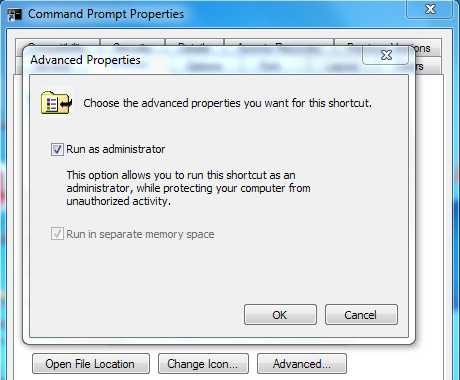 Command Prompt Properties
Advanced Properties
Choose the advanced properties you want for this shortcut.
Run as administrator
This option allows you to run this shortcut as an
administrator, while protecting your computer from
unauthorized activity.
Run in separate memory space
OK Cancel
Open File Location Change Icon... Advanced...